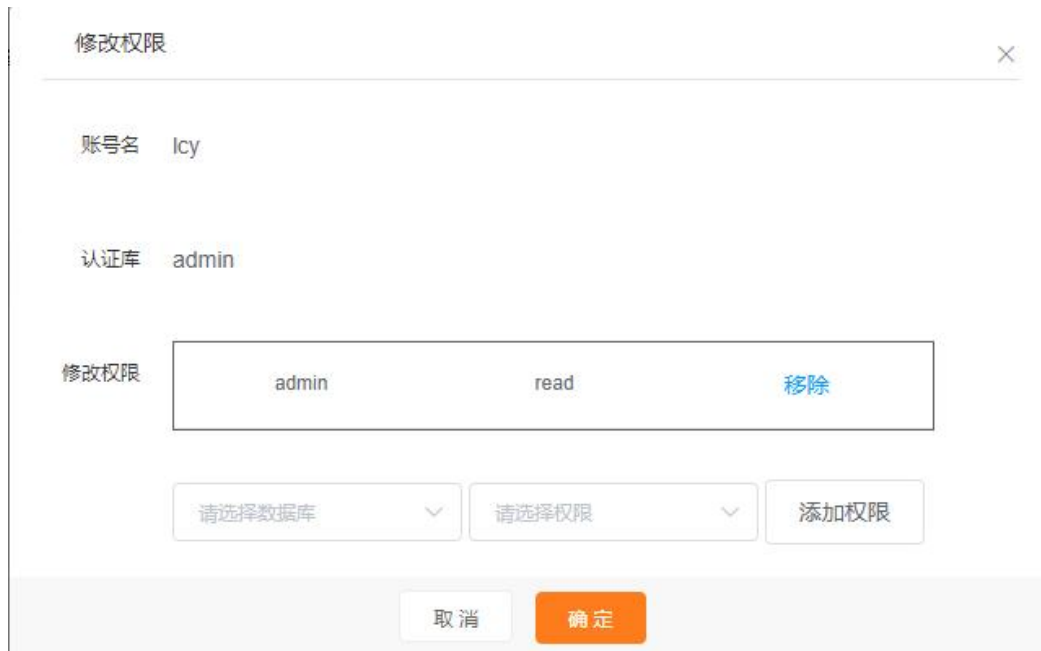 修改权限
账号名 lcy
认证库 admin
修改权限 admin read 移除
请选择数据库 请选择权限 添加权限
取消 确定